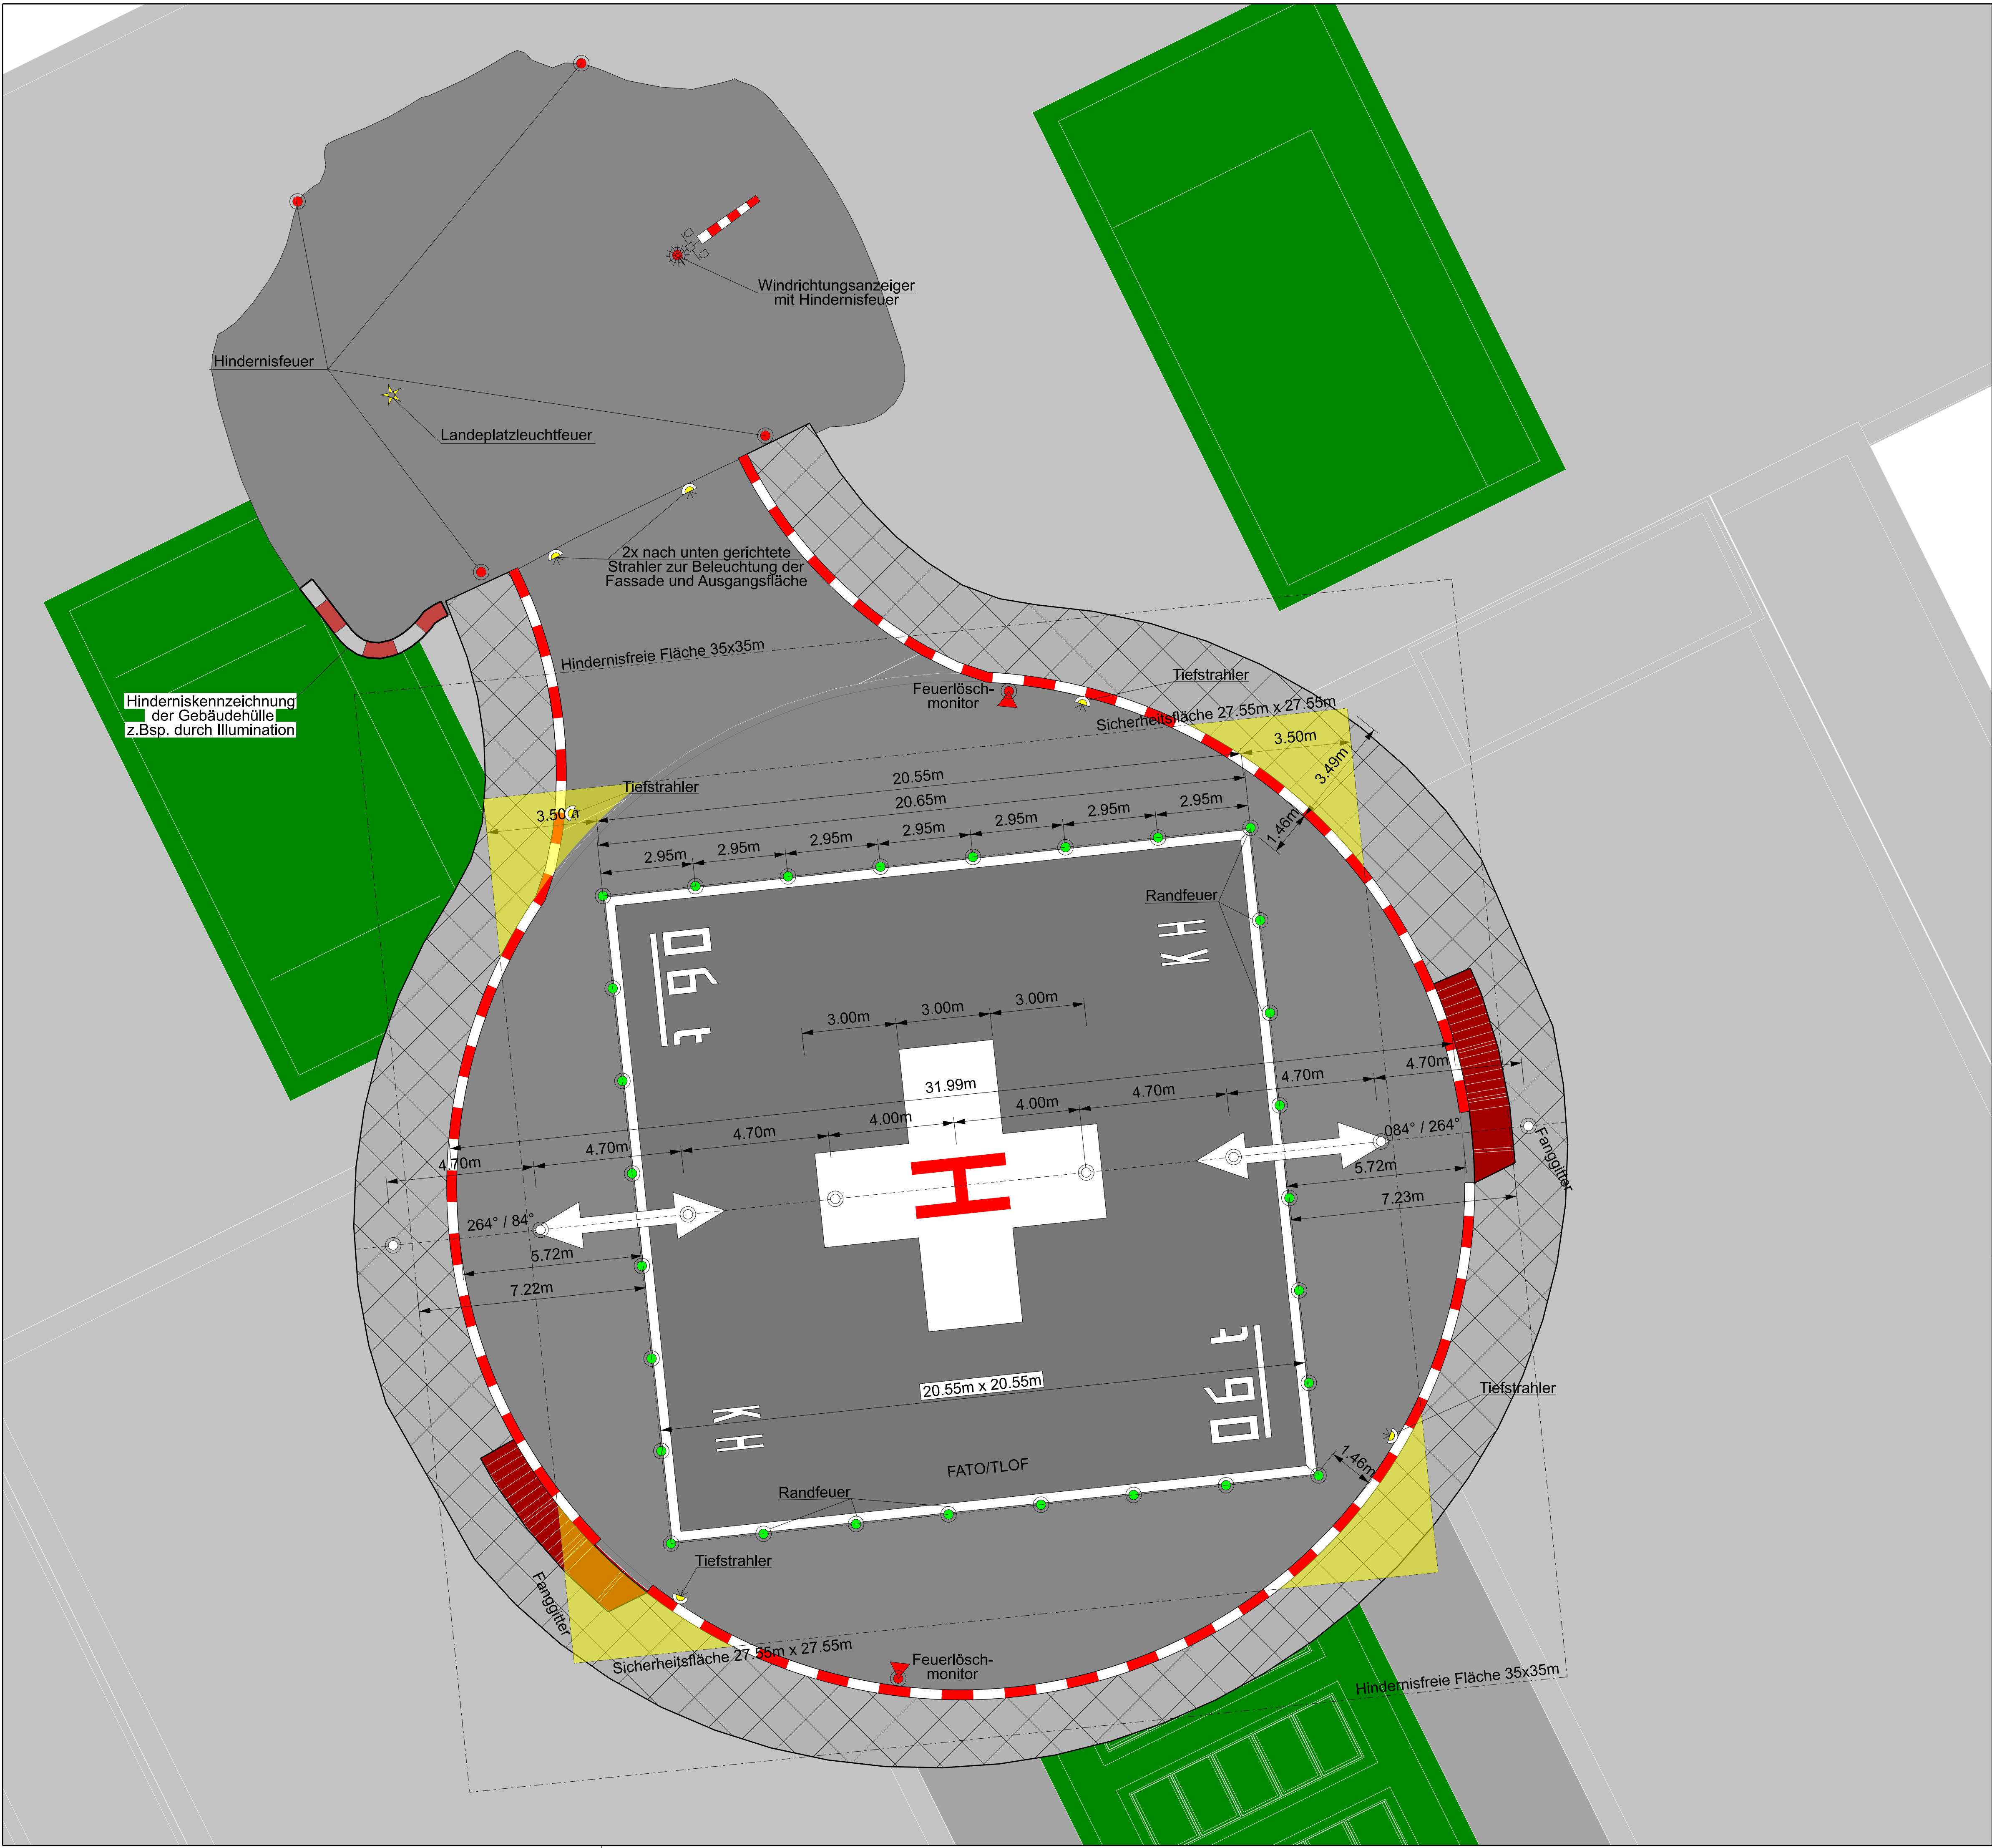 Windrichtungsanzeiger
mit Hindernisfeuer
Hindernisfeuer
Landeplatzleuchtfeuer
2x nach unten gerichtete
Strahler zur Beleuchtung der
Fassade und Ausgangsfläche
Hindernisfreie Fläche 35x35m
Hinderniskennzeichnung
der Gebäudehülle
z.Bsp. durch Illumination
Feuerlösch-
monitor
Tiefstrahler
Sicherheitsfläche 27.55m x 27.55m
3.50m
3.49m
1.46m
Tiefstrahler
3.50m
20.55m
20.65m
2.95m
2.95m
2.95m
2.95m
2.95m
2.95m
2.95m
Randfeuer
D6
t
KH
3.00m
3.00m
3.00m
31.99m
4.70m
4.70m
4.70m
4.00m
4.00m
4.70m
4.70m
4.70m
084° / 264°
5.72m
7.23m
Fanggitter
H
264° / 84°
5.72m
7.22m
20.55m x 20.55m
KH
D6
t
FATO/TLOF
Randfeuer
Tiefstrahler
1.46m
Tiefstrahler
Fanggitter
Sicherheitsfläche 27.55m x 27.55m
Feuerlösch-
monitor
Hindernisfreie Fläche 35x35m